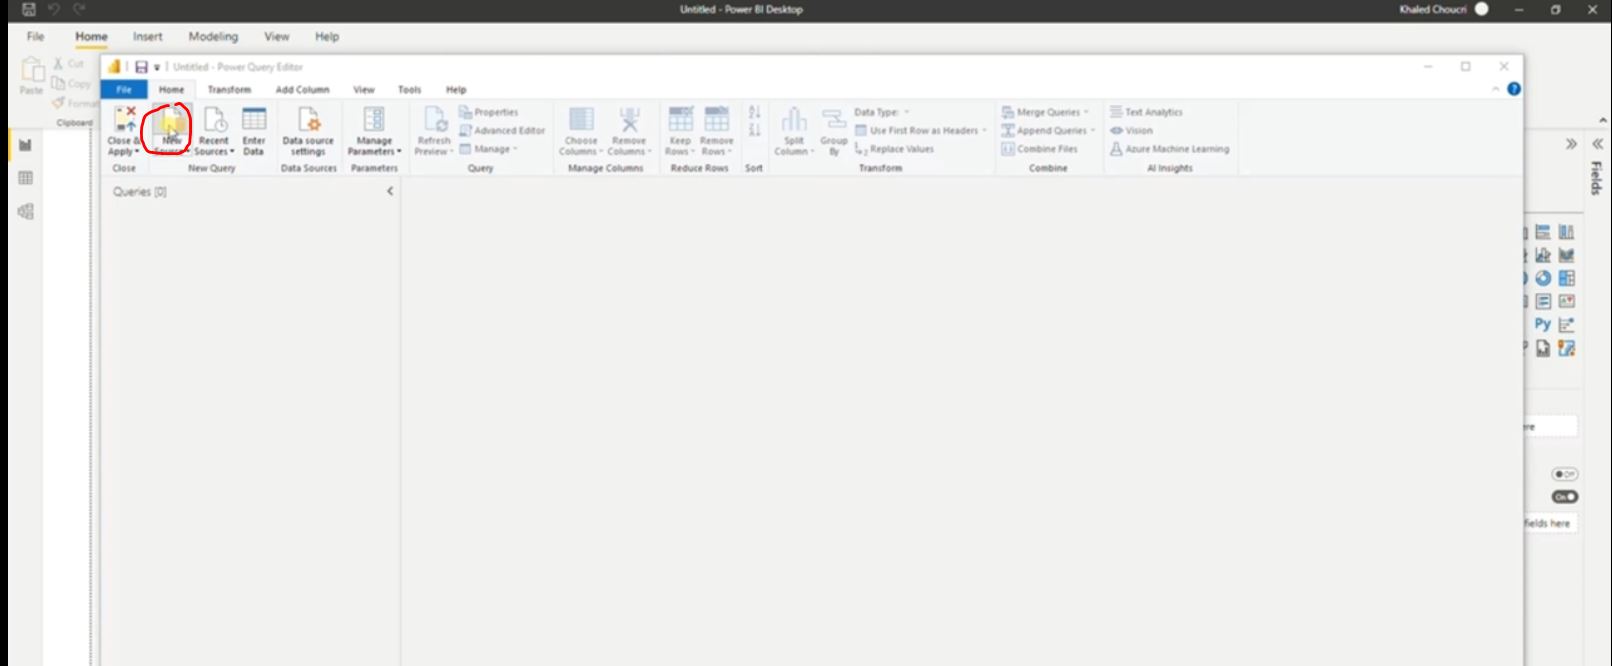 Untitled - Power BI Desktop
Khaled Choucri
File Home Insert Modeling View Help
Cut
Copy
Format
Paste
Clipboard
Untitled - Power Query Editor
File Home Transform Add Column View Tools Help
Close & Apply
New Source
Recent Sources
Enter Data
Data source settings
Manage Parameters
Refresh Preview
Properties
Advanced Editor
Manage
Choose Columns
Remove Columns
Keep Rows
Remove Rows
Split Column
Group By
Data Type:
Use First Row as Headers
Replace Values
Merge Queries
Append Queries
Combine Files
Text Analytics
Vision
Azure Machine Learning
Close New Query Data Sources Parameters Query Manage Columns Reduce Rows Sort Transform Combine AI Insights
Queries [0]
Fields
Py
ere
Off
On
fields here